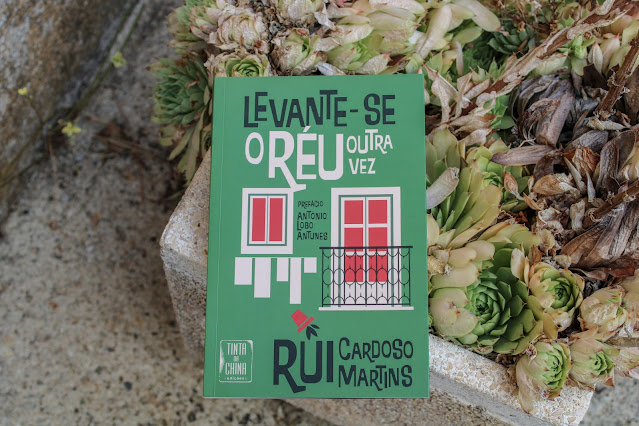 LEVANTE-SE
O RÉU OUTRA
VEZ
PREFÁCIO
ANTÓNIO
LOBO
ANTUNES
RUI CARDOSO
MARTINS
TINTA
DA
CHINA